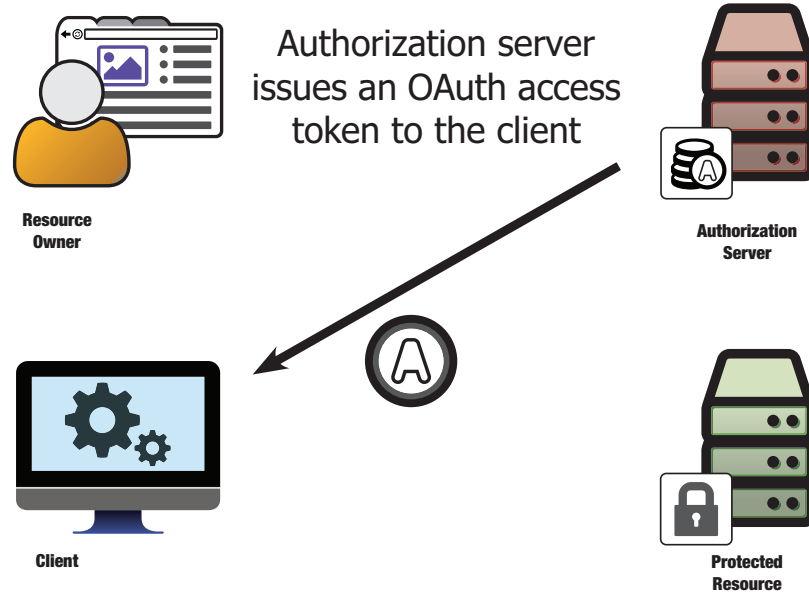 Authorization server
issues an OAuth access
token to the client
Resource
Owner
Authorization
Server
A
A
Client
Protected
Resource